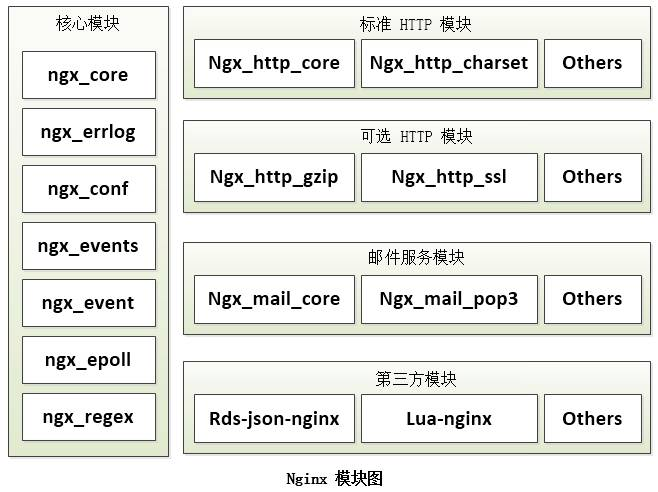 核心模块
ngx_core
ngx_errlog
ngx_conf
ngx_events
ngx_event
ngx_epoll
ngx_regex
标准 HTTP 模块
Ngx_http_core
Ngx_http_charset
Others
可选 HTTP 模块
Ngx_http_gzip
Ngx_http_ssl
Others
邮件服务模块
Ngx_mail_core
Ngx_mail_pop3
Others
第三方模块
Rds-json-nginx
Lua-nginx
Others
Nginx 模块图